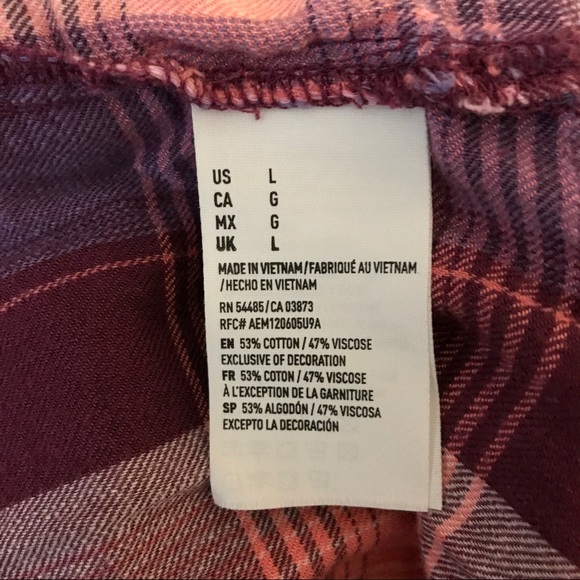 US L
CA G
MX G
UK L
MADE IN VIETNAM/FABRIQUÉ AU VIETNAM
/HECHO EN VIETNAM
RN 54485/CA 03873
RFC# AEM120605U9A
EN 53% COTTON / 47% VISCOSE
EXCLUSIVE OF DECORATION
FR 53% COTON / 47% VISCOSE
À L'EXCEPTION DE LA GARNITURE
SP 53% ALGODÓN / 47% VISCOSA
EXCEPTO LA DECORACIÓN